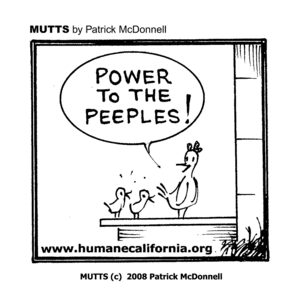 MUTTS by Patrick McDonnell
POWER
TO THE
PEEPLES!
www.humanecalifornia.org
MUTTS (c) 2008 Patrick McDonnell